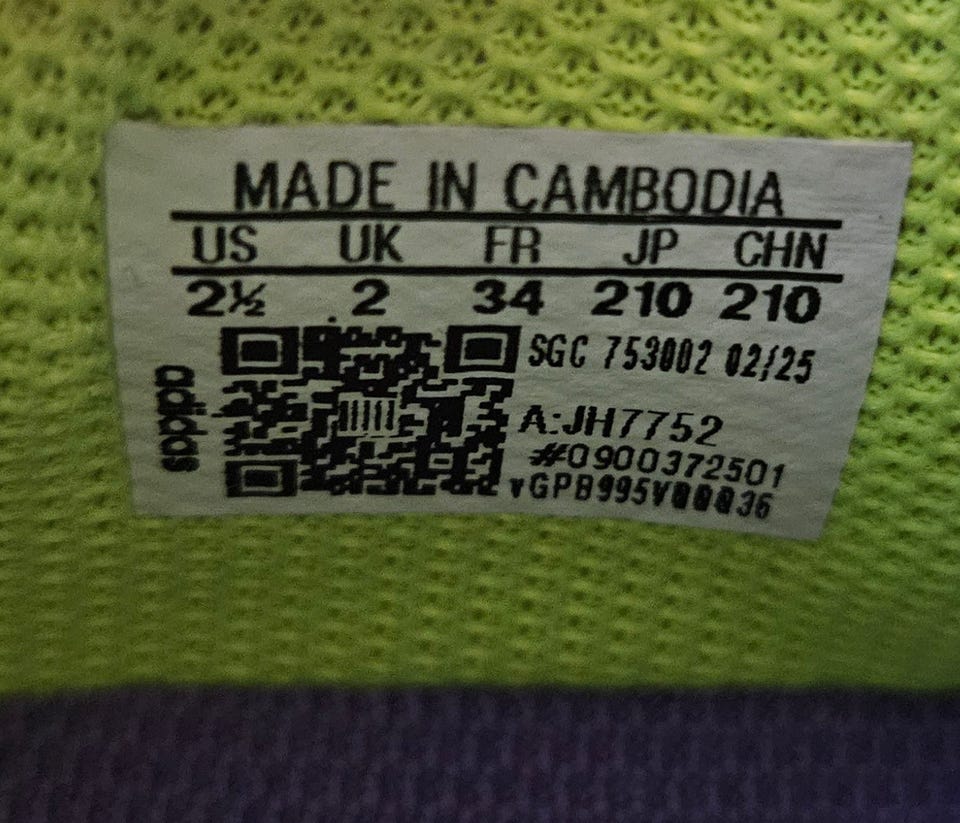 MADE IN CAMBODIA
US UK FR JP CHN
2½ 2 34 210 210
SGC 753002 02/25
A:JH7752
#0900372501
vGPB995V00036
adidas